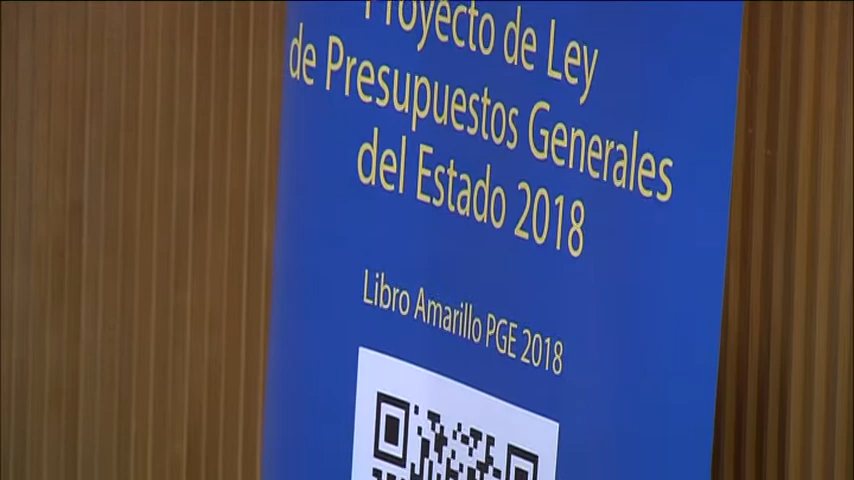 Proyecto de Ley
de Presupuestos Generales
del Estado 2018
Libro Amarillo PGE 2018